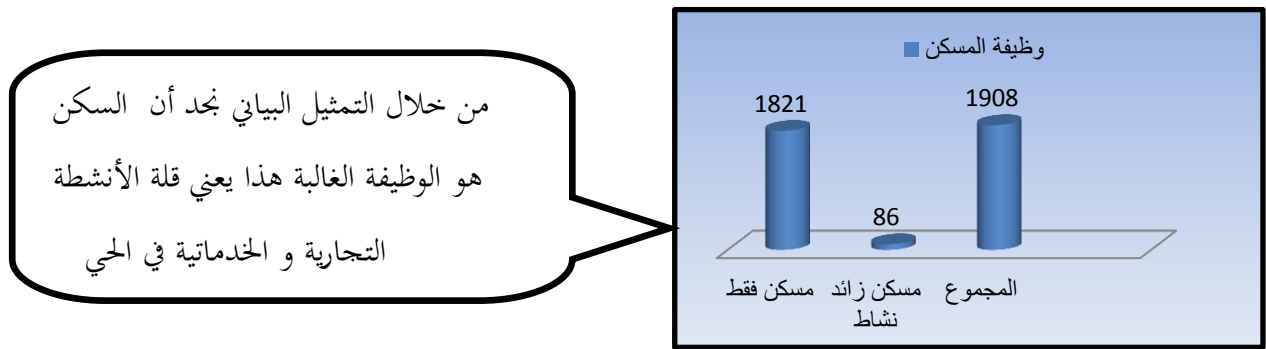 من خلال التمثيل البياني نجد أن السكن
هو الوظيفة الغالبة هذا يعني قلة الأنشطة
التجارية و الخدماتية في الحي
وظيفة المسكن
1821
86
1908
مسكن فقط
مسكن زائد
نشاط
المجموع